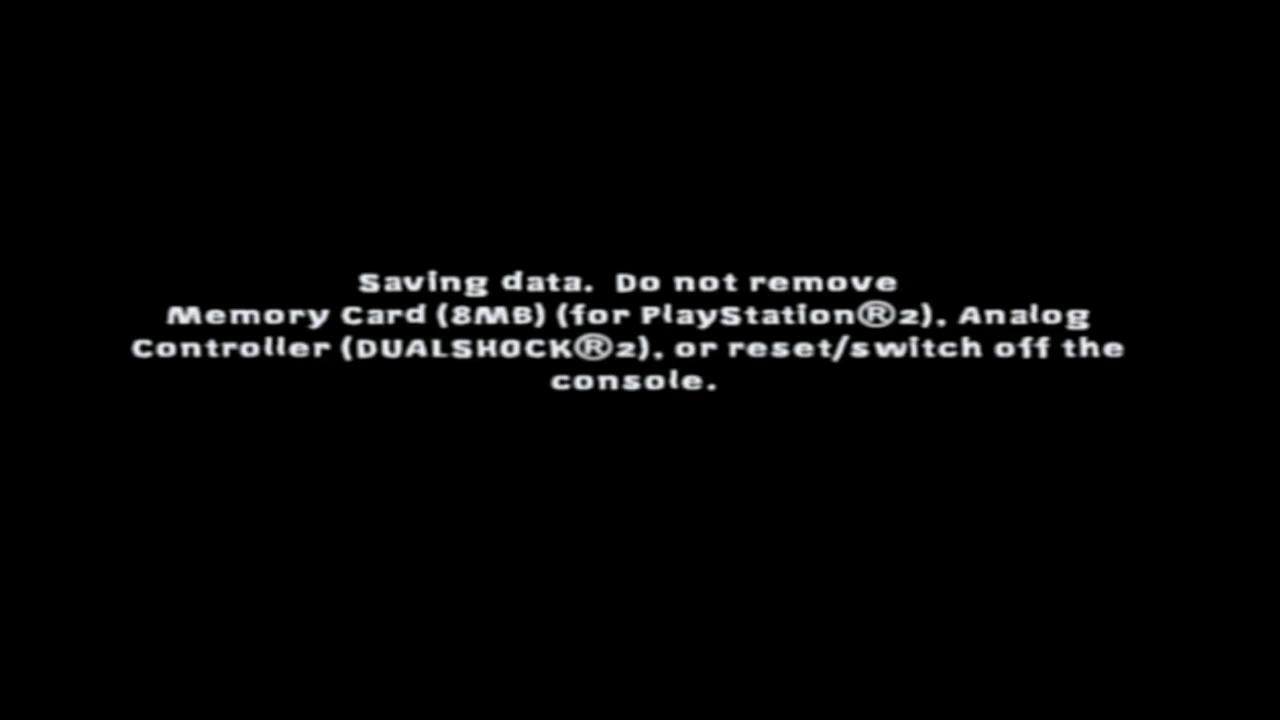 Saving data.  Do not remove
Memory Card (8MB) (for PlayStation®2), Analog
Controller (DUALSHOCK®2), or reset/switch off the
console.